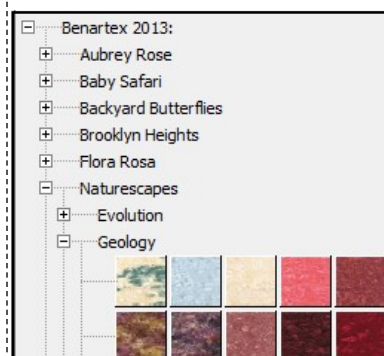 Benartex 2013:
Aubrey Rose
Baby Safari
Backyard Butterflies
Brooklyn Heights
Flora Rosa
Naturescapes
Evolution
Geology